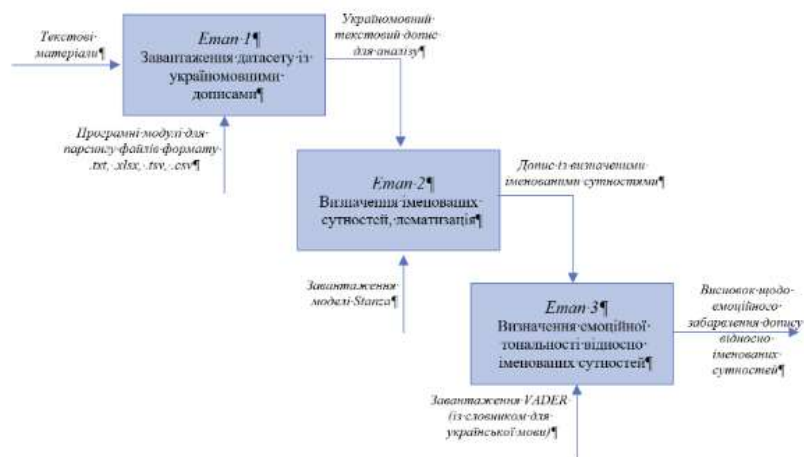 Текстові·
матеріали¶
Етап·1¶
Завантаження·датасету·із·
україномовними·
дописами¶
Україномовний·
текстовий·допис·
для·аналізу¶
Програмні·модулі·для·
парсингу·файлів·формату·
.txt,·.xlsx,·.tsv,·.csv¶
Етап·2¶
Визначення·іменованих·
сутностей,·лематизація¶
Допис·із·визначеними·
іменованими·сутностями¶
Завантаження·
моделі·Stanza¶
Етап·3¶
Визначення·емоційної·
тональності·відносно·
іменованих·сутностей¶
Висновок·щодо·
емоційного·
забарвлення·допису·
відносно·
іменованих·
сутностей¶
Завантаження·VADER·
(із·словником·для·
української·мови)¶